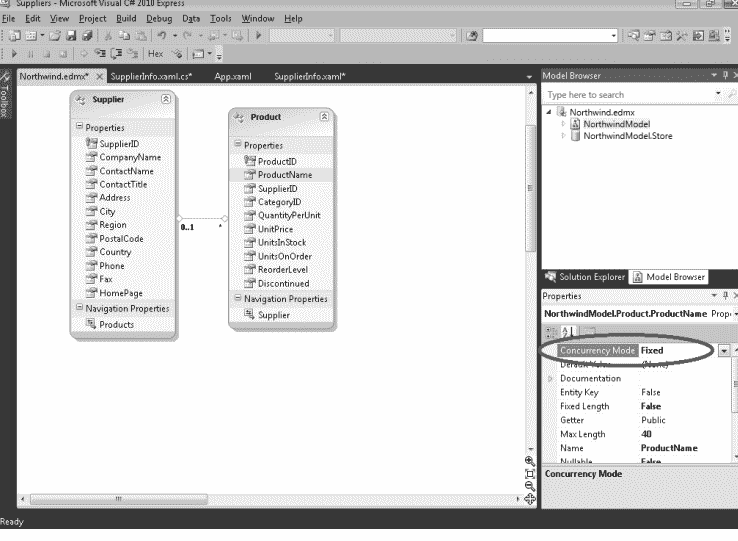 Suppliers - Microsoft Visual C# 2010 Express
File Edit View Project Build Debug Data Tools Window Help
Hex
Northwind.edmx* SupplierInfo.xaml.cs* App.xaml SupplierInfo.xaml*
Toolbox
Supplier
Properties
SupplierID
CompanyName
ContactName
ContactTitle
Address
City
Region
PostalCode
Country
Phone
Fax
HomePage
Navigation Properties
Products
0..1 *
Product
Properties
ProductID
ProductName
SupplierID
CategoryID
QuantityPerUnit
UnitPrice
UnitsInStock
UnitsOnOrder
ReorderLevel
Discontinued
Navigation Properties
Supplier
Model Browser
Type here to search
Northwind.edmx
NorthwindModel
NorthwindModel.Store
Solution Explorer Model Browser
Properties
NorthwindModel.Product.ProductName Prop
Concurrency Mode Fixed
Default Value (None)
Documentation
Entity Key False
Fixed Length False
Getter Public
Max Length 40
Name ProductName
Nullable False
Concurrency Mode
Ready